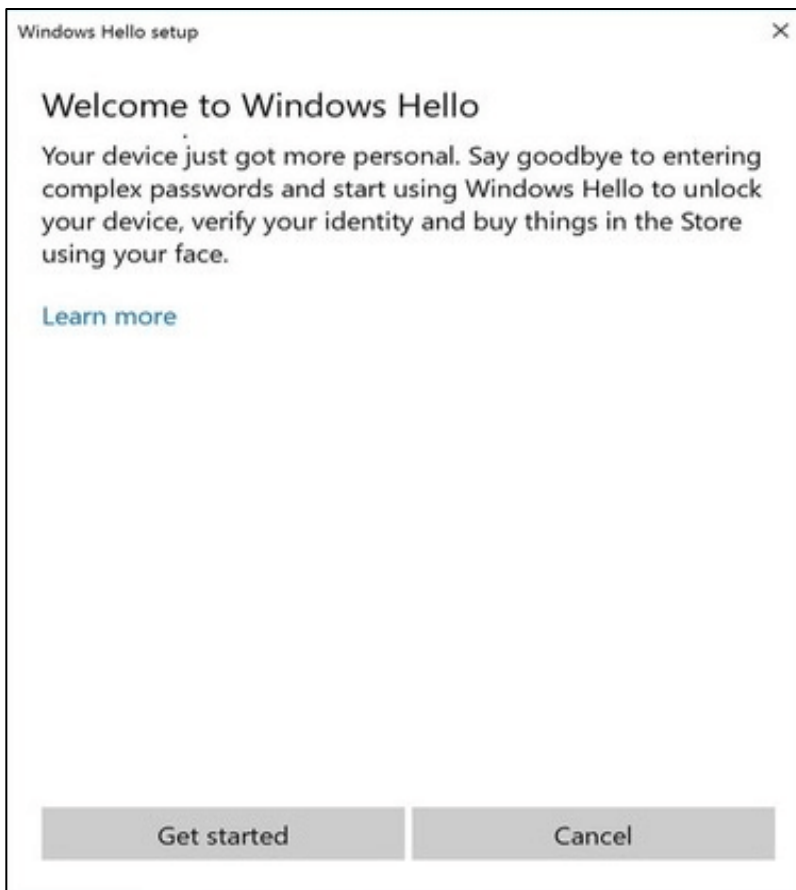 Windows Hello setup
Welcome to Windows Hello
Your device just got more personal. Say goodbye to entering
complex passwords and start using Windows Hello to unlock
your device, verify your identity and buy things in the Store
using your face.
Learn more
Get started
Cancel